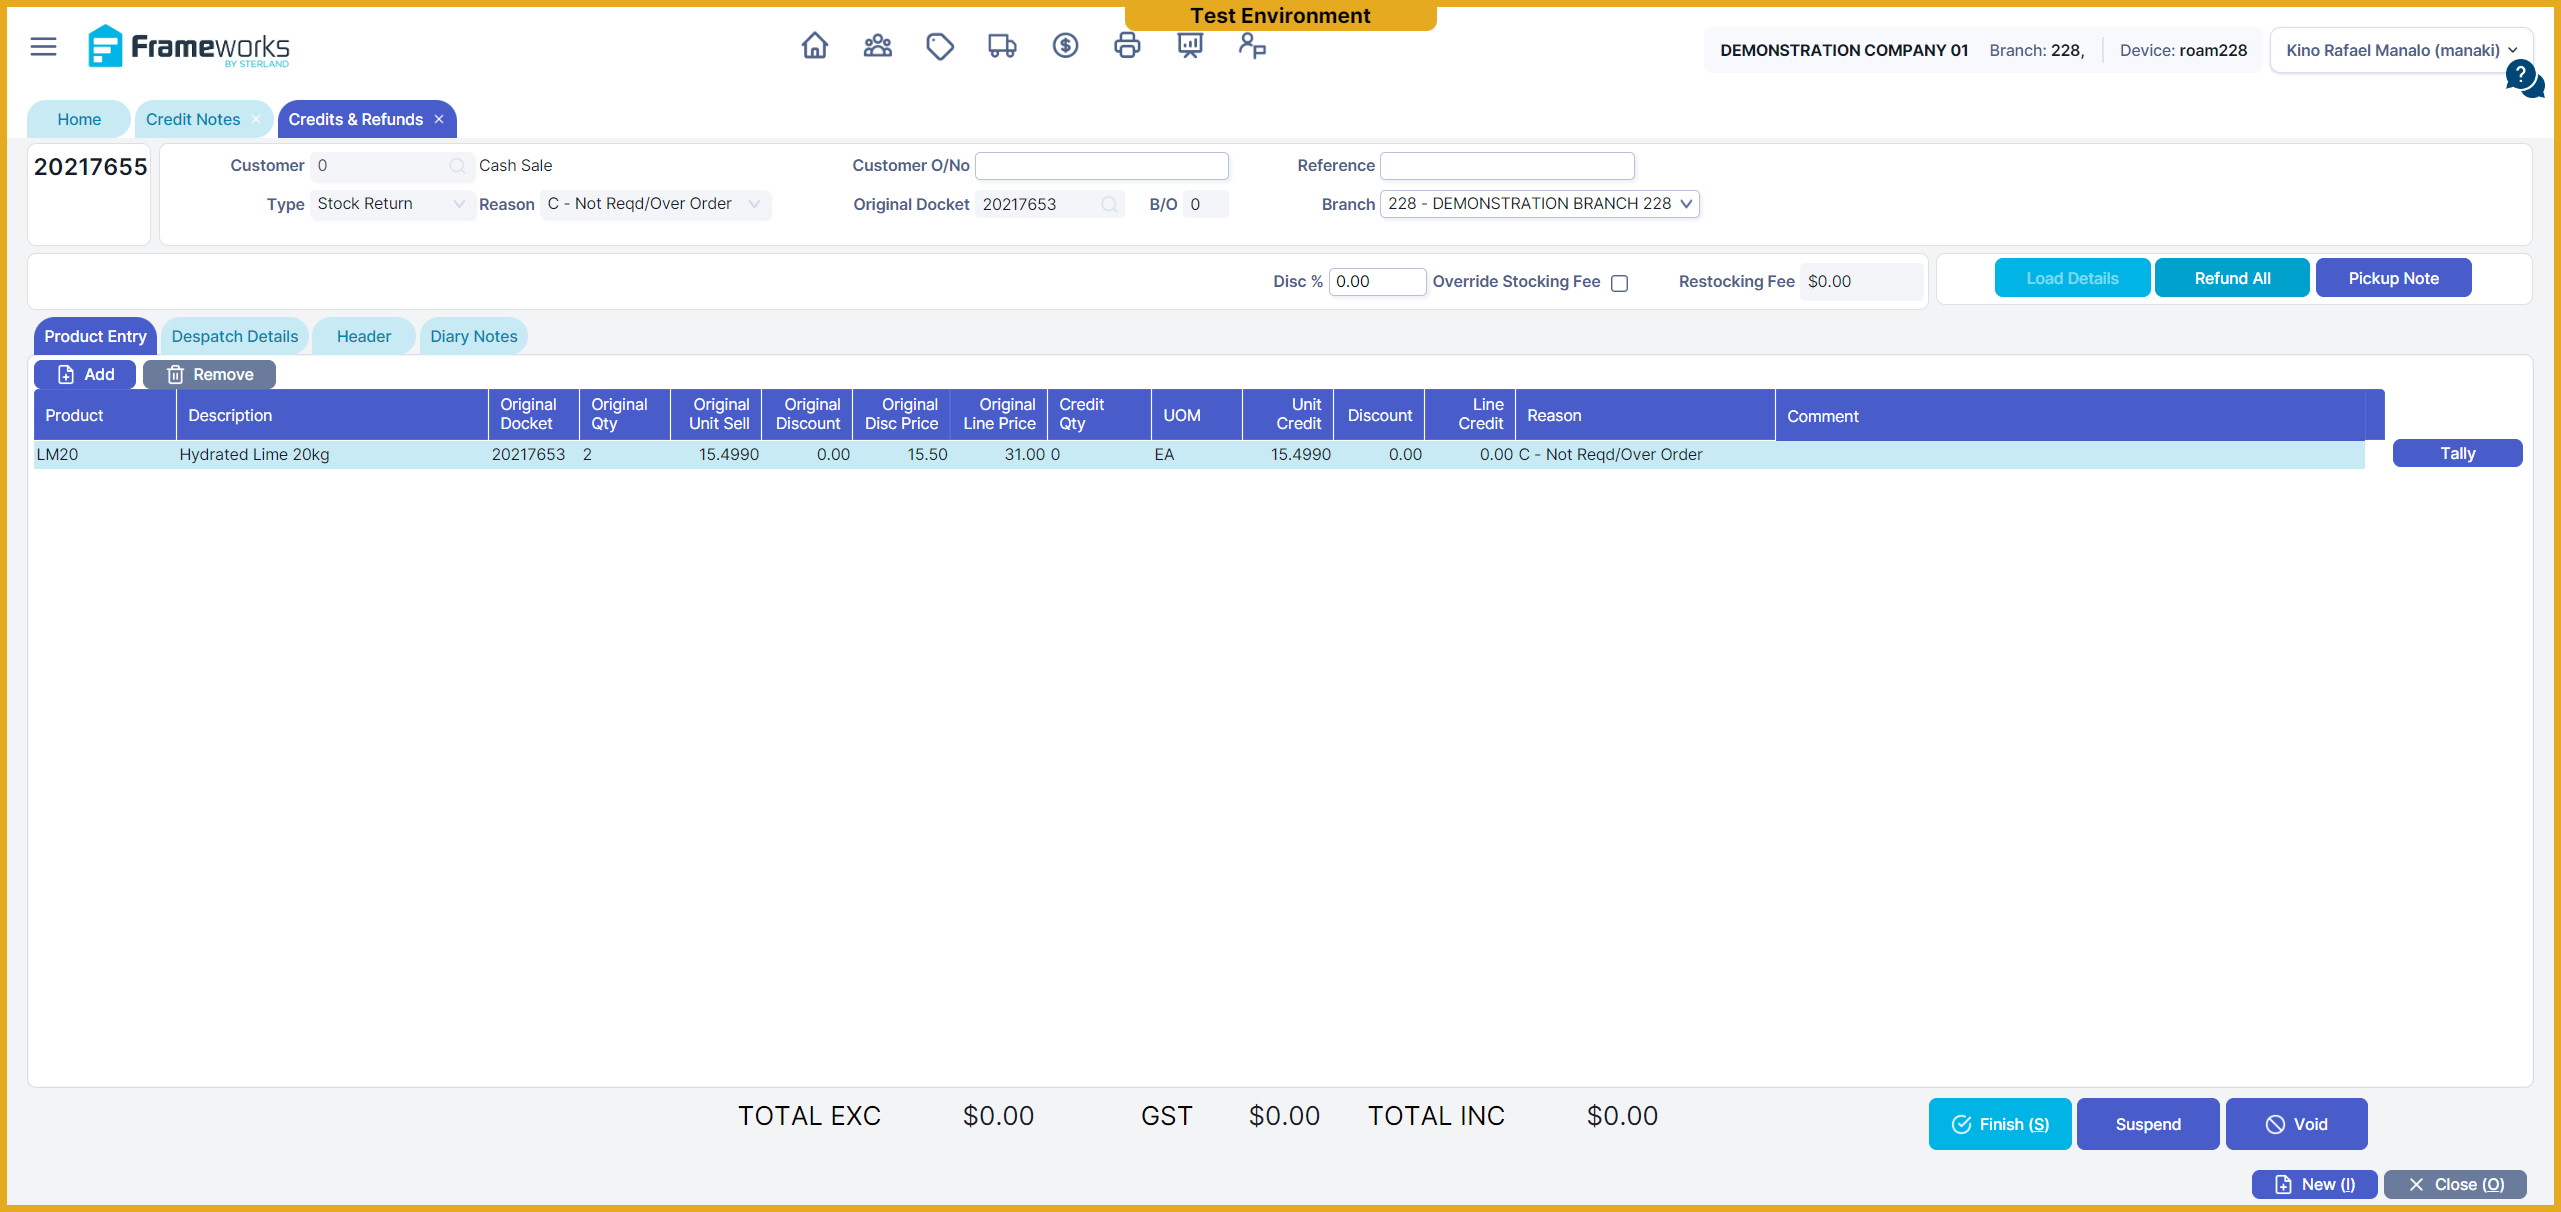 Test Environment
Frameworks
BY STERLAND
DEMONSTRATION COMPANY 01 Branch: 228, Device: roam228
Kino Rafael Manalo (manaki)
?
Home Credit Notes × Credits & Refunds ×
20217655
Customer 0 Cash Sale Customer O/No Reference
Type Stock Return Reason C - Not Reqd/Over Order Original Docket 20217653 B/O 0 Branch 228 - DEMONSTRATION BRANCH 228
Disc % 0.00 Override Stocking Fee Restocking Fee $0.00 Load Details Refund All Pickup Note
Product Entry Despatch Details Header Diary Notes
Add Remove
Product Description Original Docket Original Qty Original Unit Sell Original Discount Original Disc Price Original Line Price Credit Qty UOM Unit Credit Discount Line Credit Reason Comment
LM20 Hydrated Lime 20kg 20217653 2 15.4990 0.00 15.50 31.00 0 EA 15.4990 0.00 0.00 C - Not Reqd/Over Order Tally
TOTAL EXC $0.00 GST $0.00 TOTAL INC $0.00
Finish (S) Suspend Void
New (I) Close (O)